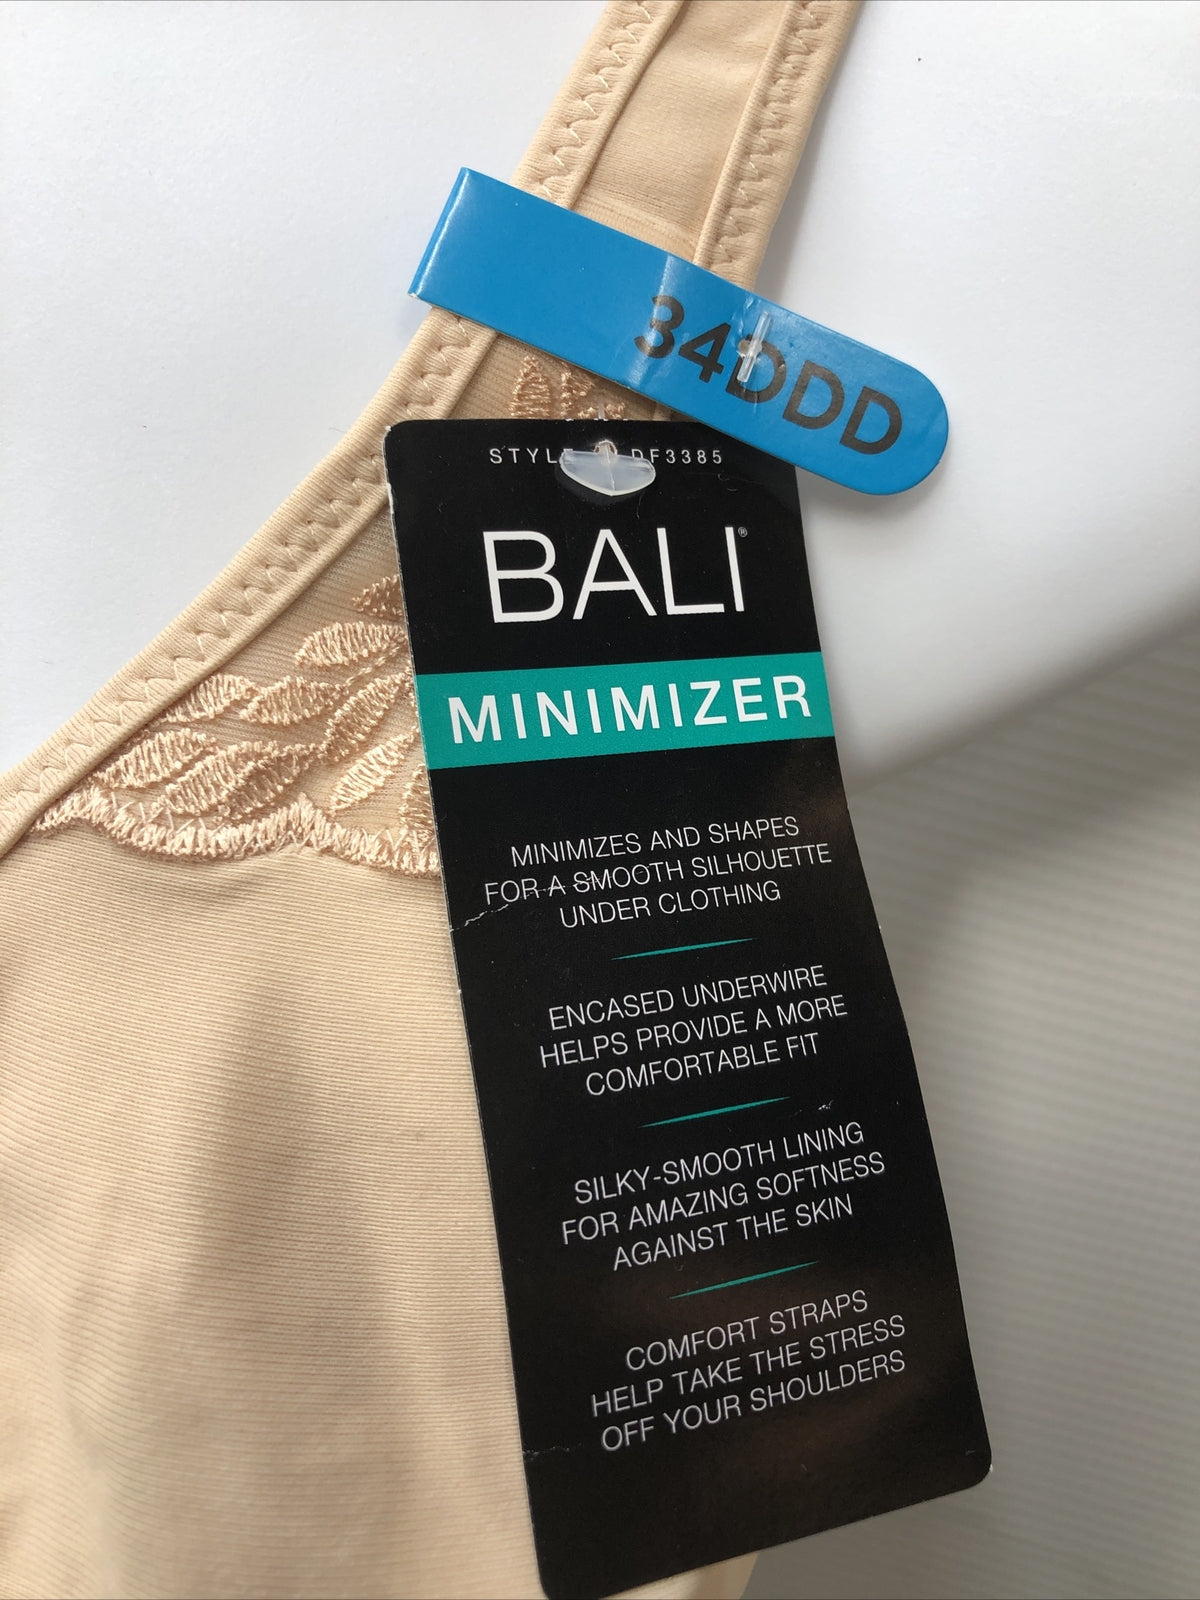 34DDD
STYLE DF3385
BALI®
MINIMIZER
MINIMIZES AND SHAPES
FOR A SMOOTH SILHOUETTE
UNDER CLOTHING
ENCASED UNDERWIRE
HELPS PROVIDE A MORE
COMFORTABLE FIT
SILKY-SMOOTH LINING
FOR AMAZING SOFTNESS
AGAINST THE SKIN
COMFORT STRAPS
HELP TAKE THE STRESS
OFF YOUR SHOULDERS